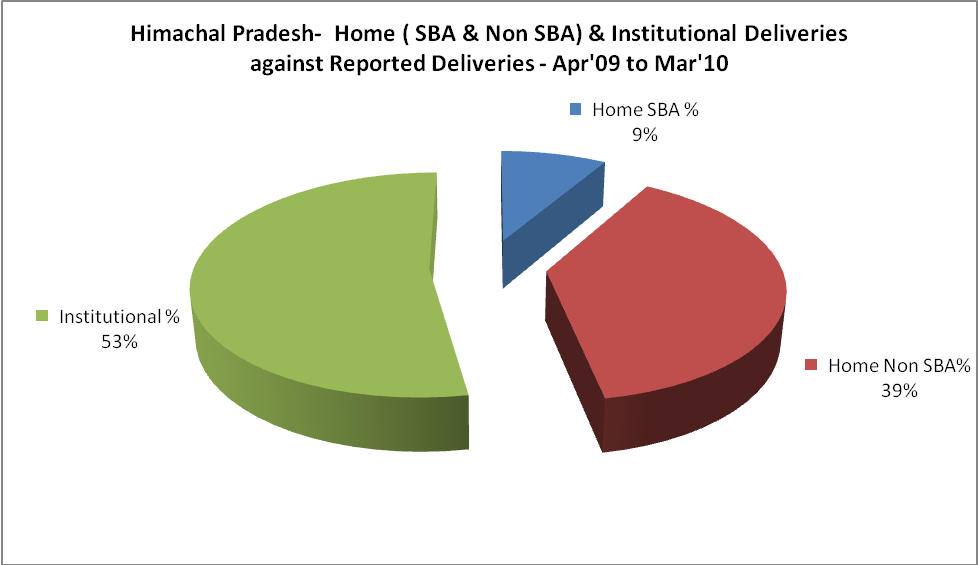 Himachal Pradesh-  Home ( SBA & Non SBA) & Institutional Deliveries
against Reported Deliveries - Apr'09 to Mar'10
Home SBA %
9%
Institutional %
53%
Home Non SBA%
39%